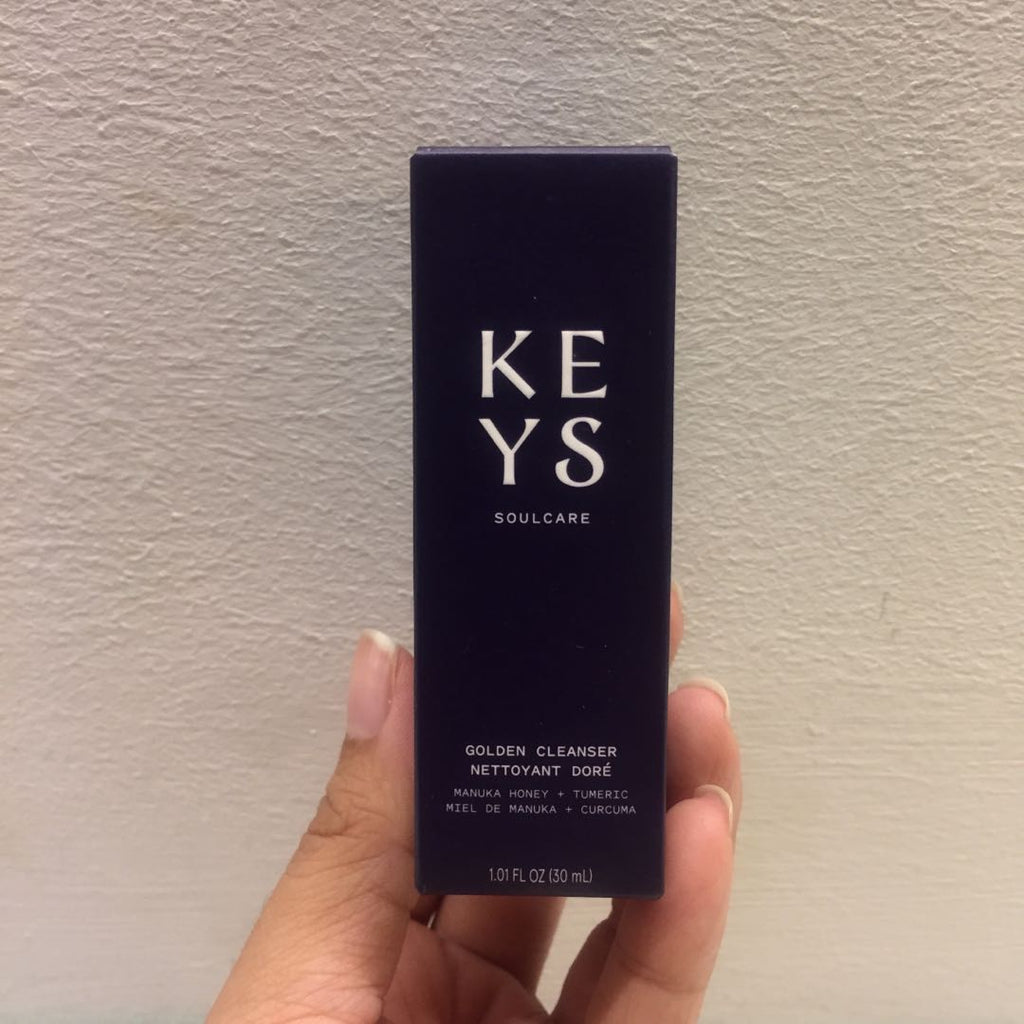 KE
YS
SOULCARE
GOLDEN CLEANSER
NETTOYANT DORÉ
MANUKA HONEY + TUMERIC
MIEL DE MANUKA + CURCUMA
1.01 FL OZ (30 mL)